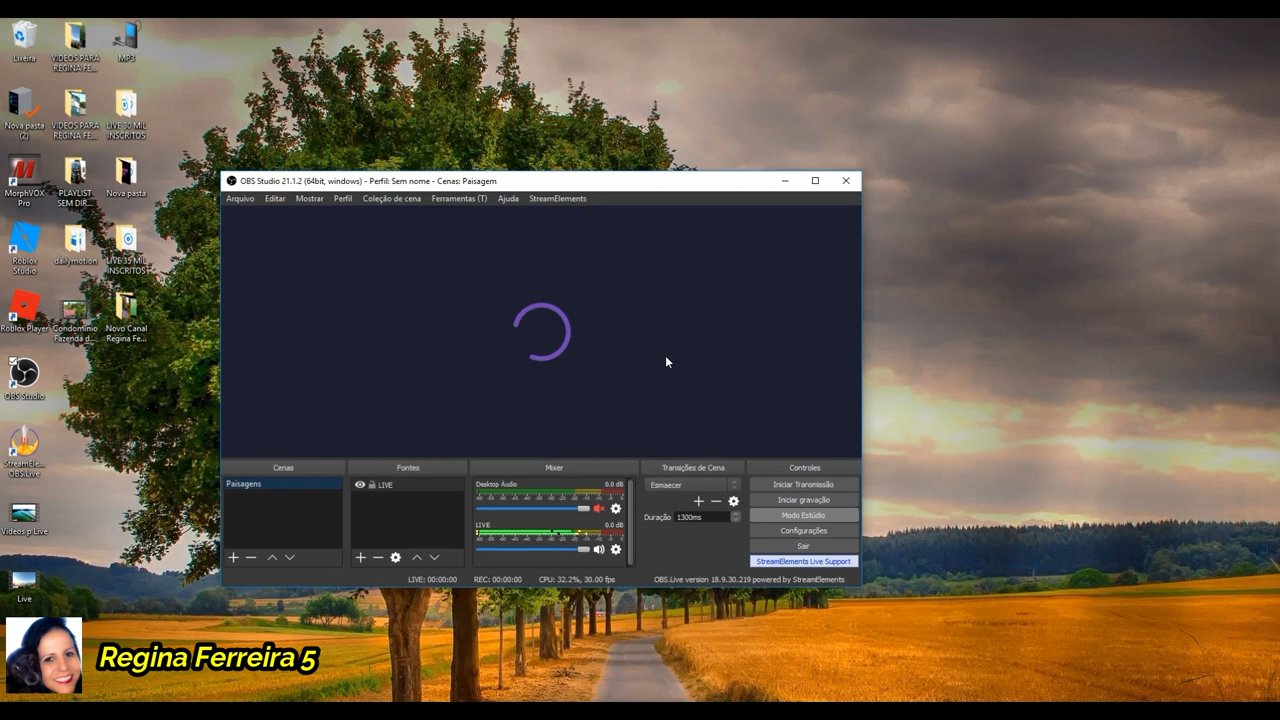 Lixeira
VIDEOS PARA
REGINA FE...
MP3
Nova pasta
(2)
VIDEOS PARA
REGINA FE...
LIVE 30 MIL
INSCRITOS
MorphVOX
Pro
PLAYLIST
SEM DIR...
Nova pasta
Roblox
Studio
dailymotion
LIVE 35 MIL
INSCRITOS
Roblox Player
Condominio
Fazenda d...
Novo Canal
Regina Fe...
OBS Studio
StreamEle...
OBS.Live
Videos p Live
Live
OBS Studio 21.1.2 (64bit, windows) - Perfil: Sem nome - Cenas: Paisagem
Arquivo Editar Mostrar Perfil Coleção de cena Ferramentas (T) Ajuda StreamElements
Cenas Fontes Mixer Transições de Cena Controles
Paisagens
LIVE
Desktop Áudio 0.0 dB
LIVE 0.0 dB
Esmaecer
Duração 1300ms
Iniciar Transmissão
Iniciar gravação
Modo Estúdio
Configurações
Sair
StreamElements Live Support
LIVE: 00:00:00 REC: 00:00:00 CPU: 32.2%, 30.00 fps OBS.Live version 18.9.30.219 powered by StreamElements
Regina Ferreira 5